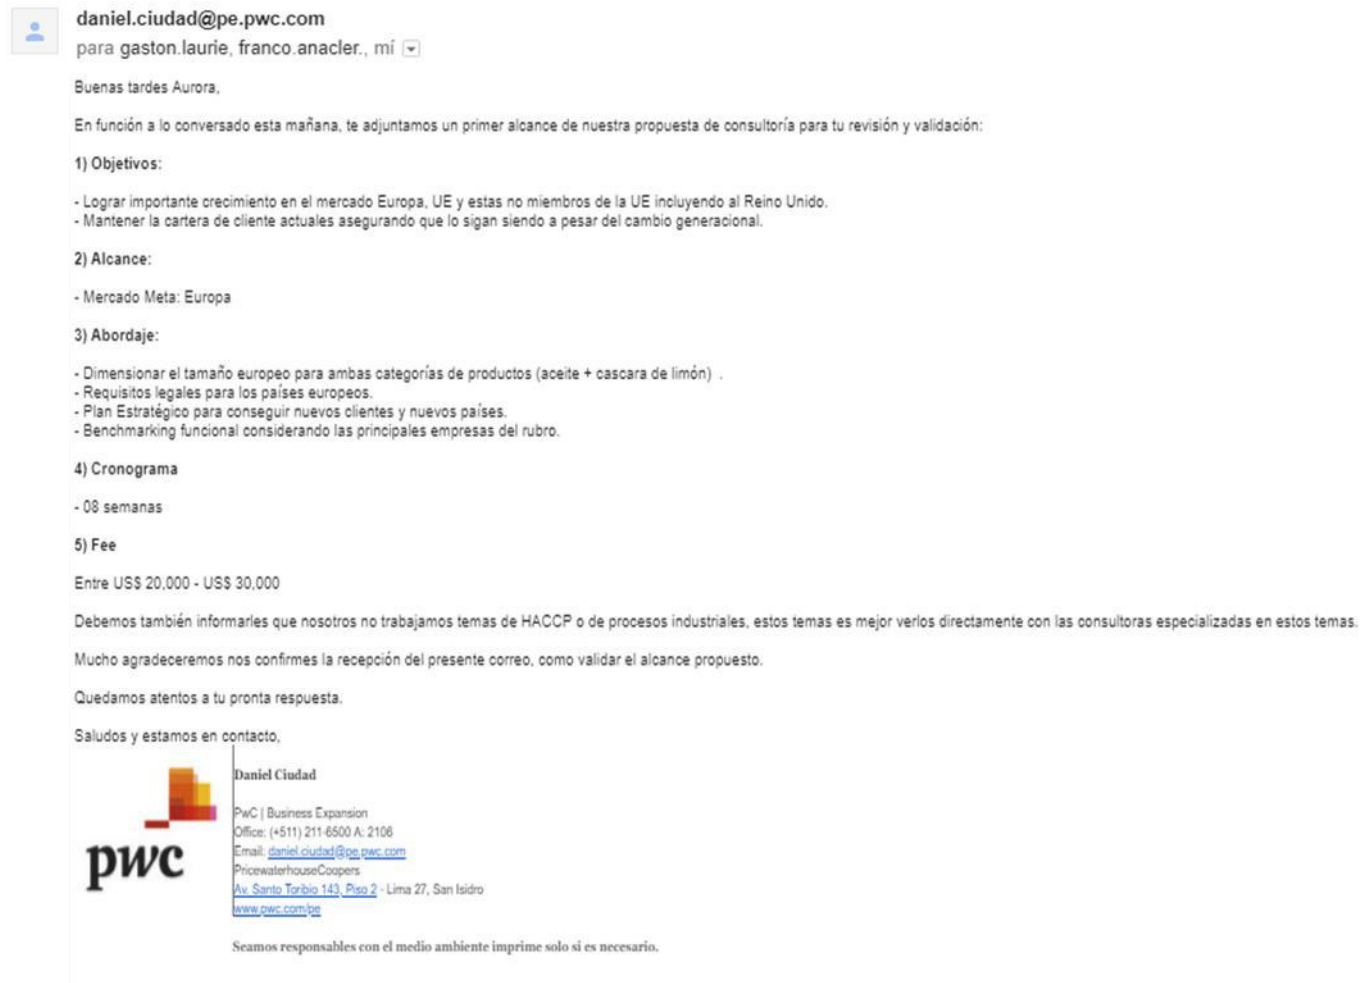 daniel.ciudad@pe.pwc.com
para gaston.laurie, franco.anacler., mí
Buenas tardes Aurora,
En función a lo conversado esta mañana, te adjuntamos un primer alcance de nuestra propuesta de consultoría para tu revisión y validación:
1) Objetivos:
- Lograr importante crecimiento en el mercado Europa, UE y estas no miembros de la UE incluyendo al Reino Unido.
- Mantener la cartera de cliente actuales asegurando que lo sigan siendo a pesar del cambio generacional.
2) Alcance:
- Mercado Meta: Europa
3) Abordaje:
- Dimensionar el tamaño europeo para ambas categorías de productos (aceite + cascara de limón) .
- Requisitos legales para los países europeos.
- Plan Estratégico para conseguir nuevos clientes y nuevos países.
- Benchmarking funcional considerando las principales empresas del rubro.
4) Cronograma
- 08 semanas
5) Fee
Entre US$ 20,000 - US$ 30,000
Debemos también informarles que nosotros no trabajamos temas de HACCP o de procesos industriales, estos temas es mejor verlos directamente con las consultoras especializadas en estos temas.
Mucho agradeceremos nos confirmes la recepción del presente correo, como validar el alcance propuesto.
Quedamos atentos a tu pronta respuesta.
Saludos y estamos en contacto,
pwc
Daniel Ciudad
PwC | Business Expansion
Office: (+511) 211-6500 A: 2106
Email: daniel.ciudad@pe.pwc.com
PricewaterhouseCoopers
Av. Santo Toribio 143, Piso 2 - Lima 27, San Isidro
www.pwc.com/pe
Seamos responsables con el medio ambiente imprime solo si es necesario.